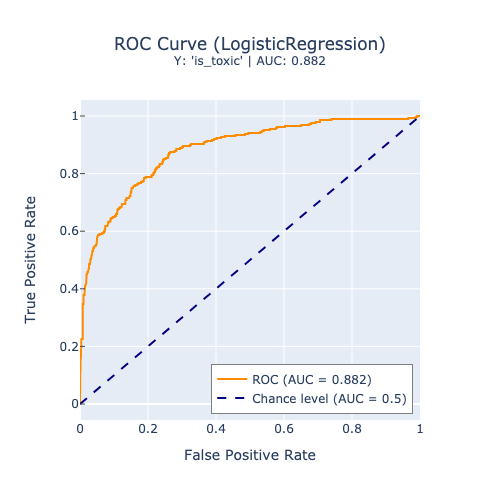 ROC Curve (LogisticRegression)
Y: 'is_toxic' | AUC: 0.882
True Positive Rate
1
0.8
0.6
0.4
0.2
0
ROC (AUC = 0.882)
Chance level (AUC = 0.5)
0 0.2 0.4 0.6 0.8 1
False Positive Rate